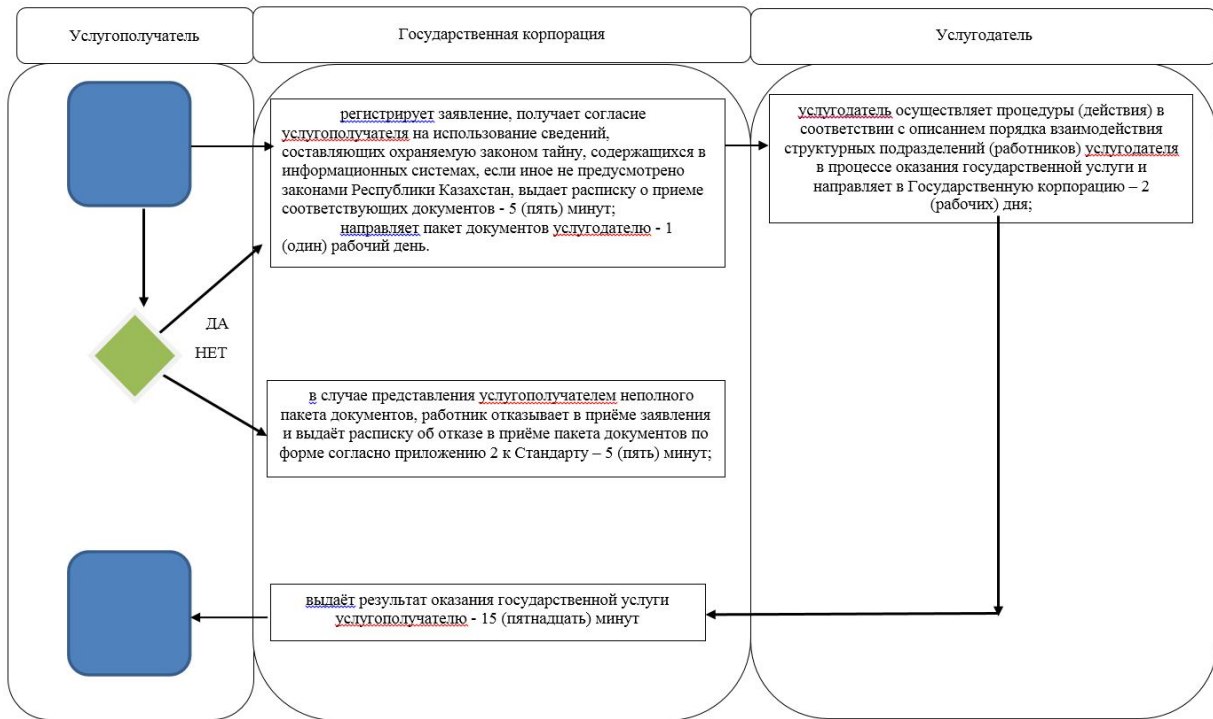 Услугополучатель
Государственная корпорация
Услугодатель
регистрирует заявление, получает согласие
услугополучателя на использование сведений,
составляющих охраняемую законом тайну, содержащихся в
информационных системах, если иное не предусмотрено
законами Республики Казахстан, выдает расписку о приеме
соответствующих документов - 5 (пять) минут;
направляет пакет документов услугодателю - 1
(один) рабочий день.
услугодатель осуществляет процедуры (действия) в
соответствии с описанием порядка взаимодействия
структурных подразделений (работников) услугодателя
в процессе оказания государственной услуги и
направляет в Государственную корпорацию – 2
(рабочих) дня;
ДА
НЕТ
в случае представления услугополучателем неполного
пакета документов, работник отказывает в приёме заявления
и выдаёт расписку об отказе в приёме пакета документов по
форме согласно приложению 2 к Стандарту – 5 (пять) минут;
выдаёт результат оказания государственной услуги
услугополучателю - 15 (пятнадцать) минут